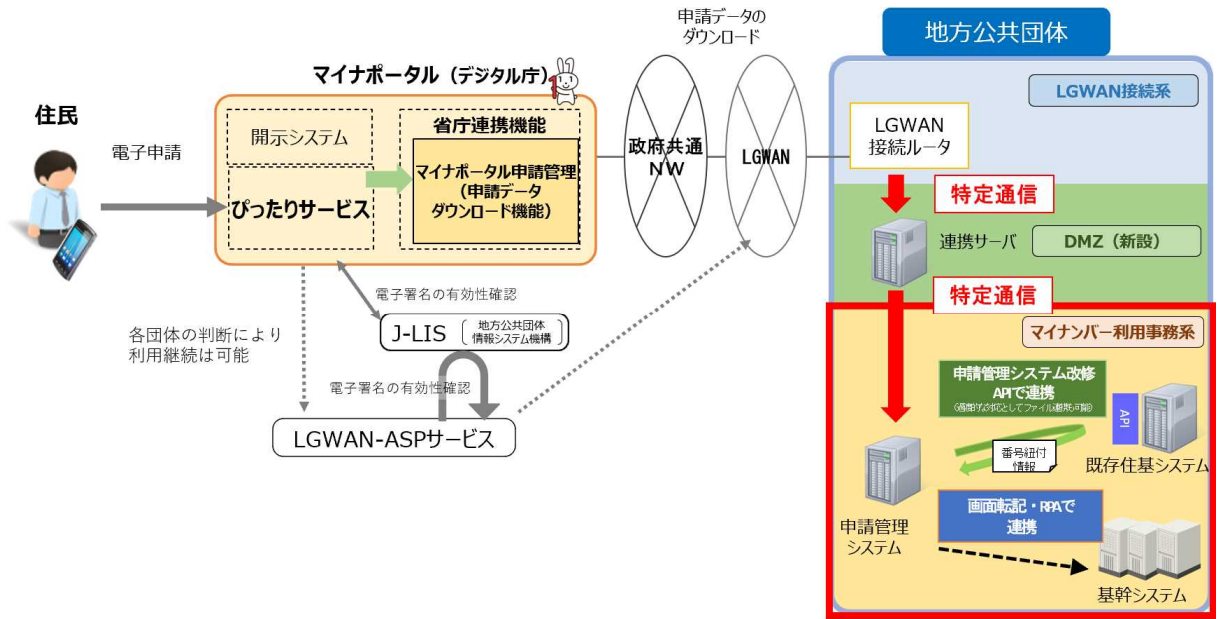 申請データの
ダウンロード
地方公共団体
マイナポータル（デジタル庁）
LGWAN接続系
住民
電子申請
開示システム
省庁連携機能
ぴったりサービス
マイナポータル申請管理
（申請データ
ダウンロード機能）
政府共通
NW
LGWAN
LGWAN
接続ルータ
特定通信
連携サーバ
DMZ（新設）
特定通信
電子署名の有効性確認
J-LIS
地方公共団体
情報システム機構
各団体の判断により
利用継続は可能
電子署名の有効性確認
LGWAN-ASPサービス
マイナンバー利用事務系
申請管理システム改修
APIで連携
API
番号紐付
情報
既存住基システム
申請管理
システム
画面転記・RPAで
連携
基幹システム